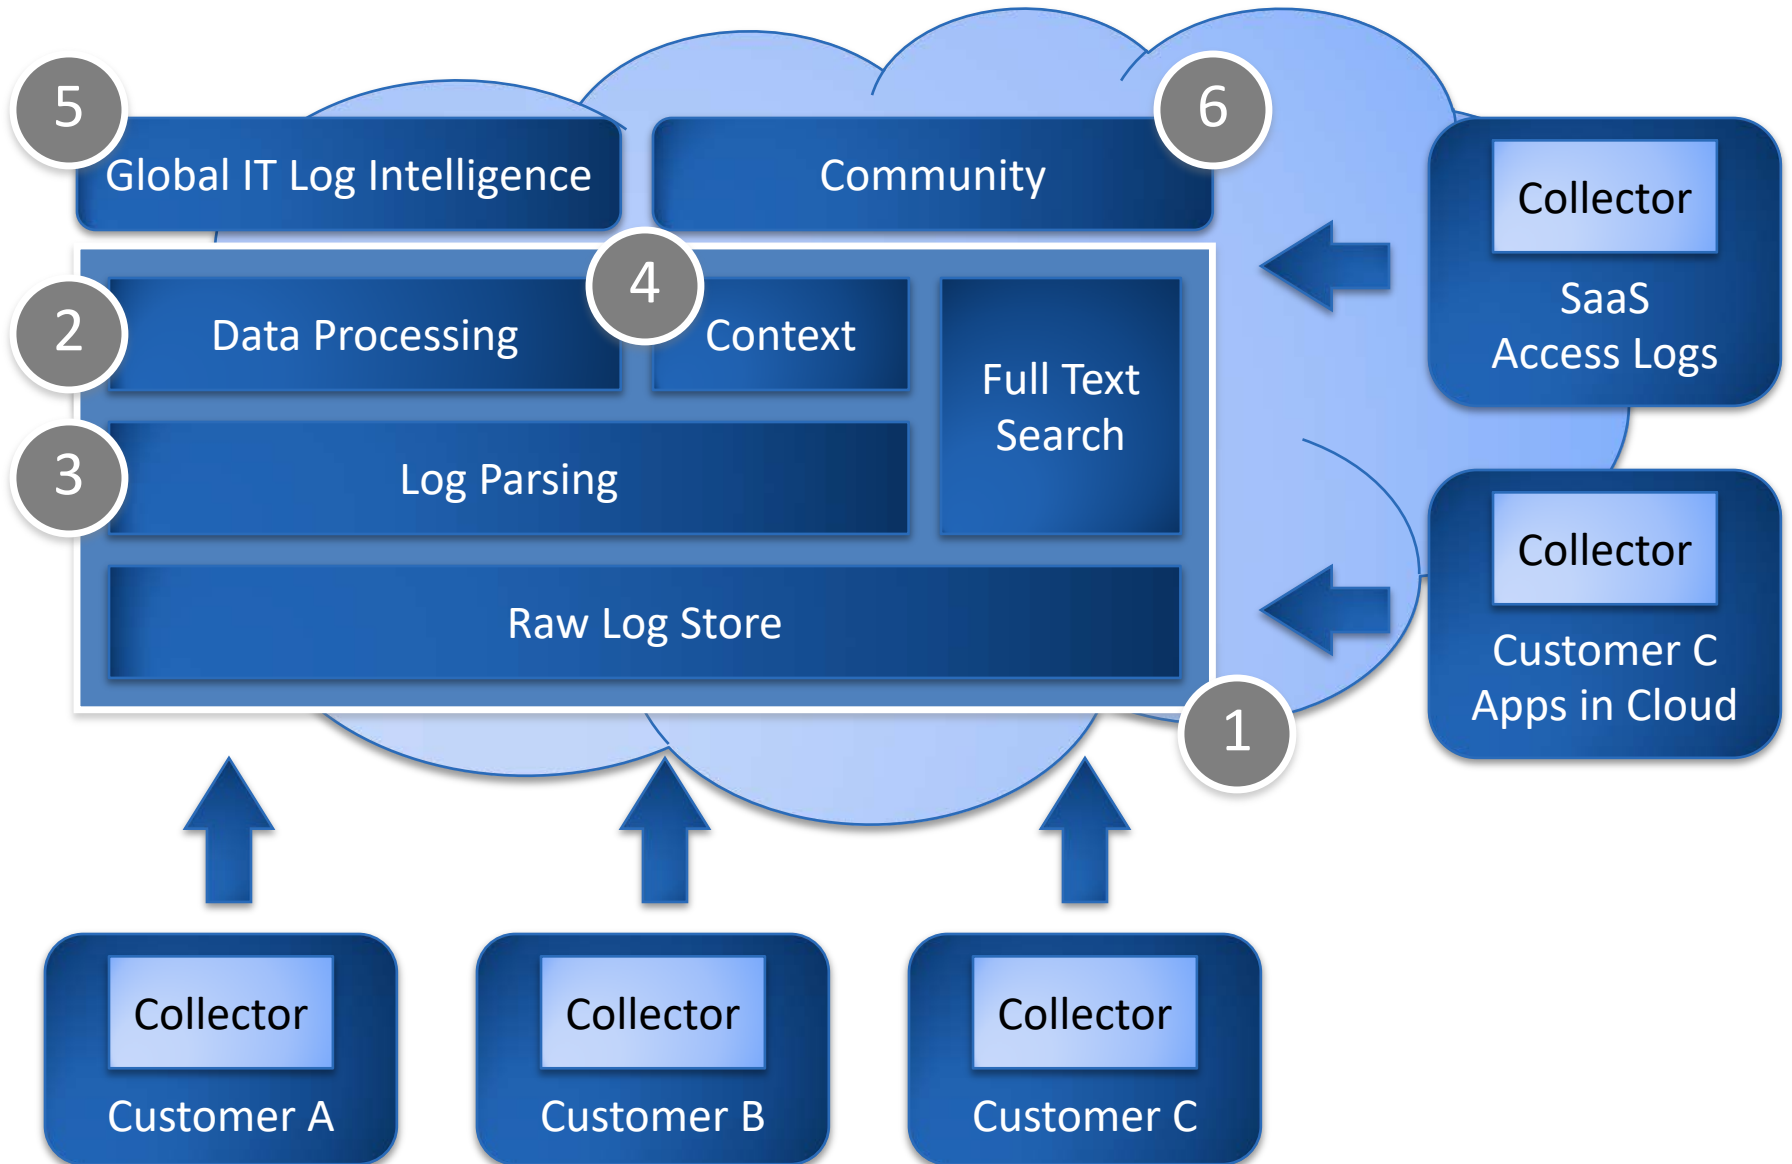 5
6
Global IT Log Intelligence
Community
Collector
SaaS
Access Logs
2
Data Processing
4
Context
Full Text
Search
3
Log Parsing
Collector
Customer C
Apps in Cloud
Raw Log Store
1
Collector
Customer A
Collector
Customer B
Collector
Customer C